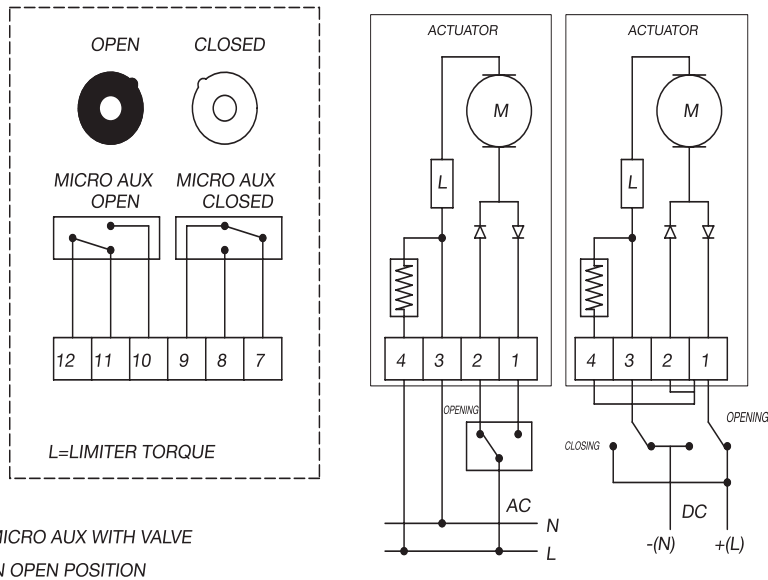 OPEN CLOSED
MICRO AUX OPEN
MICRO AUX CLOSED
12 11 10 9 8 7
L=LIMITER TORQUE
MICRO AUX WITH VALVE
OPEN POSITION
ACTUATOR
M
L
4 3 2 1
OPENING
AC
N
L
ACTUATOR
M
L
4 3 2 1
OPENING
CLOSING
DC
-(N) +(L)